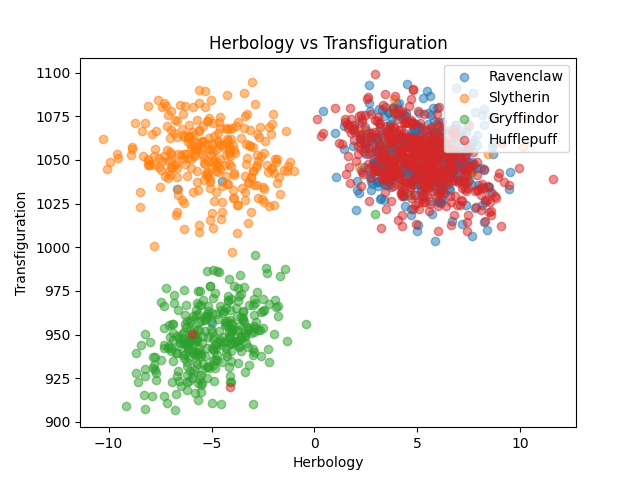 Herbology vs Transfiguration
1100
1075
1050
1025
1000
975
950
925
900
Transfiguration
−10
−5
0
5
10
Herbology
Ravenclaw
Slytherin
Gryffindor
Hufflepuff